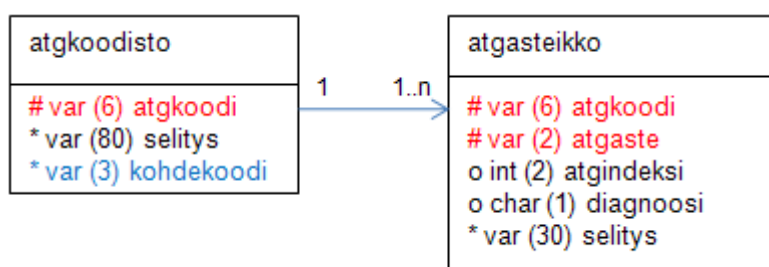 atgkoodisto
# var (6) atgkoodi
* var (80) selitys
* var (3) kohdekoodi
1
1..n
atgasteikko
# var (6) atgkoodi
# var (2) atgaste
o int (2) atgindeksi
o char (1) diagnoosi
* var (30) selitys